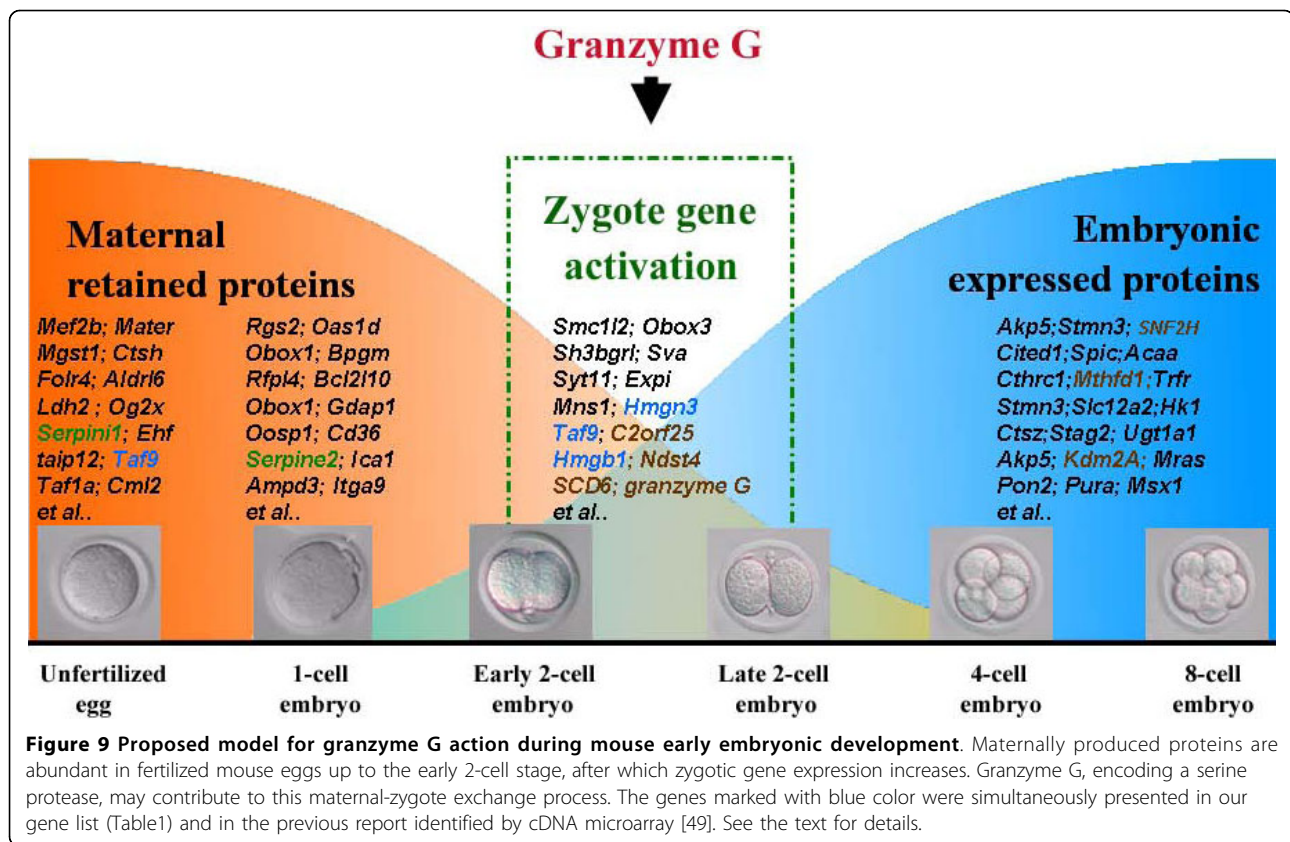 Granzyme G
Maternal
retained proteins
Mef2b; Mater
Mgst1; Ctsh
Folr4; Aldrl6
Ldh2 ; Og2x
Serpini1; Ehf
taip12; Taf9
Taf1a; Cml2
et al..
Rgs2; Oas1d
Obox1; Bpgm
Rfpl4; Bcl2l10
Obox1; Gdap1
Oosp1; Cd36
Serpine2; Ica1
Ampd3; Itga9
et al..
Zygote gene
activation
Smc1l2; Obox3
Sh3bgrl; Sva
Syt11; Expi
Mns1; Hmgn3
Taf9; C2orf25
Hmgb1; Ndst4
SCD6; granzyme G
et al..
Embryonic
expressed proteins
Akp5;Stmn3; SNF2H
Cited1;Spic;Acaa
Cthrc1;Mthfd1;Trfr
Stmn3;Slc12a2;Hk1
Ctsz;Stag2; Ugt1a1
Akp5; Kdm2A; Mras
Pon2; Pura; Msx1
et al..
Unfertilized
egg
1-cell
embryo
Early 2-cell
embryo
Late 2-cell
embryo
4-cell
embryo
8-cell
embryo
Figure 9 Proposed model for granzyme G action during mouse early embryonic development. Maternally produced proteins are
abundant in fertilized mouse eggs up to the early 2-cell stage, after which zygotic gene expression increases. Granzyme G, encoding a serine
protease, may contribute to this maternal-zygote exchange process. The genes marked with blue color were simultaneously presented in our
gene list (Table1) and in the previous report identified by cDNA microarray [49]. See the text for details.